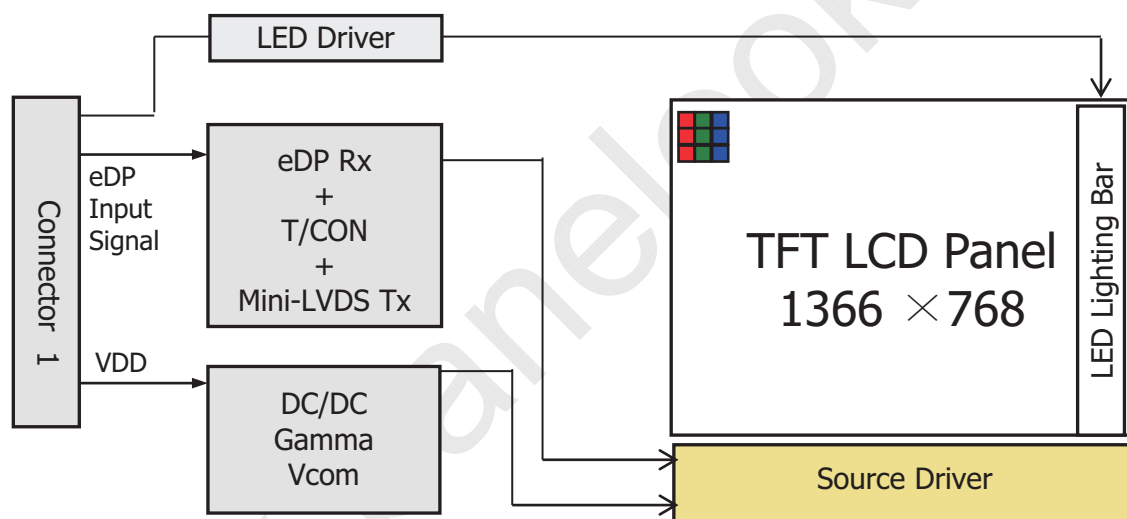 LED Driver
Connector 1
eDP
Input
Signal
eDP Rx
+
T/CON
+
Mini-LVDS Tx
VDD
DC/DC
Gamma
Vcom
TFT LCD Panel
1366 ×768
LED Lighting Bar
Source Driver